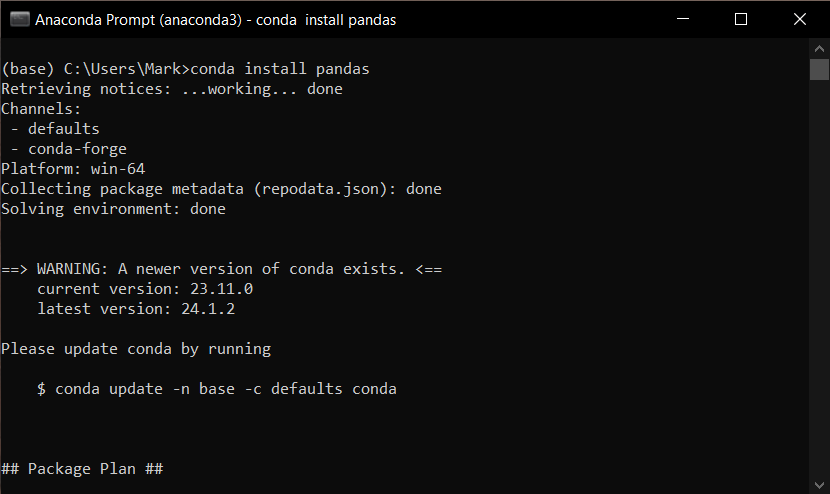 Anaconda Prompt (anaconda3) - conda  install pandas
(base) C:\Users\Mark>conda install pandas
Retrieving notices: ...working... done
Channels:
 - defaults
 - conda-forge
Platform: win-64
Collecting package metadata (repodata.json): done
Solving environment: done
==> WARNING: A newer version of conda exists. <==
    current version: 23.11.0
    latest version: 24.1.2
Please update conda by running
    $ conda update -n base -c defaults conda
## Package Plan ##